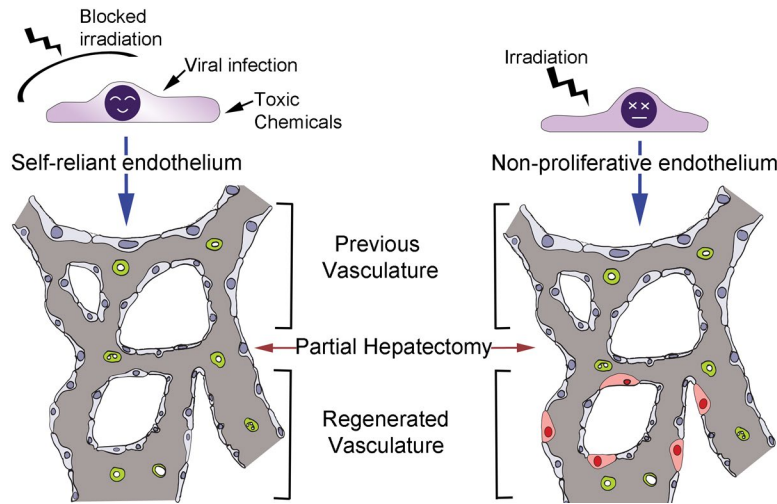 Blocked
irradiation
Viral infection
Toxic
Chemicals
Self-reliant endothelium
Irradiation
Non-proliferative endothelium
Previous
Vasculature
Partial Hepatectomy
Regenerated
Vasculature